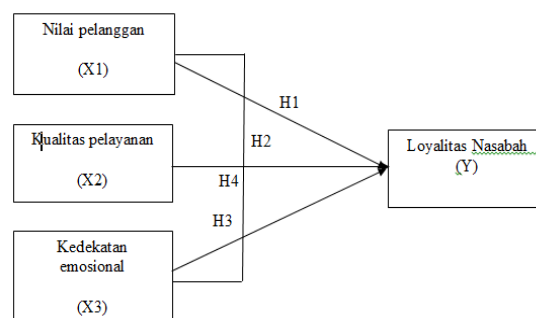 Nilai pelanggan
(X1)
H1
Kualitas pelayanan
(X2)
H2
H4
Loyalitas Nasabah
(Y)
H3
Kedekatan
emosional
(X3)